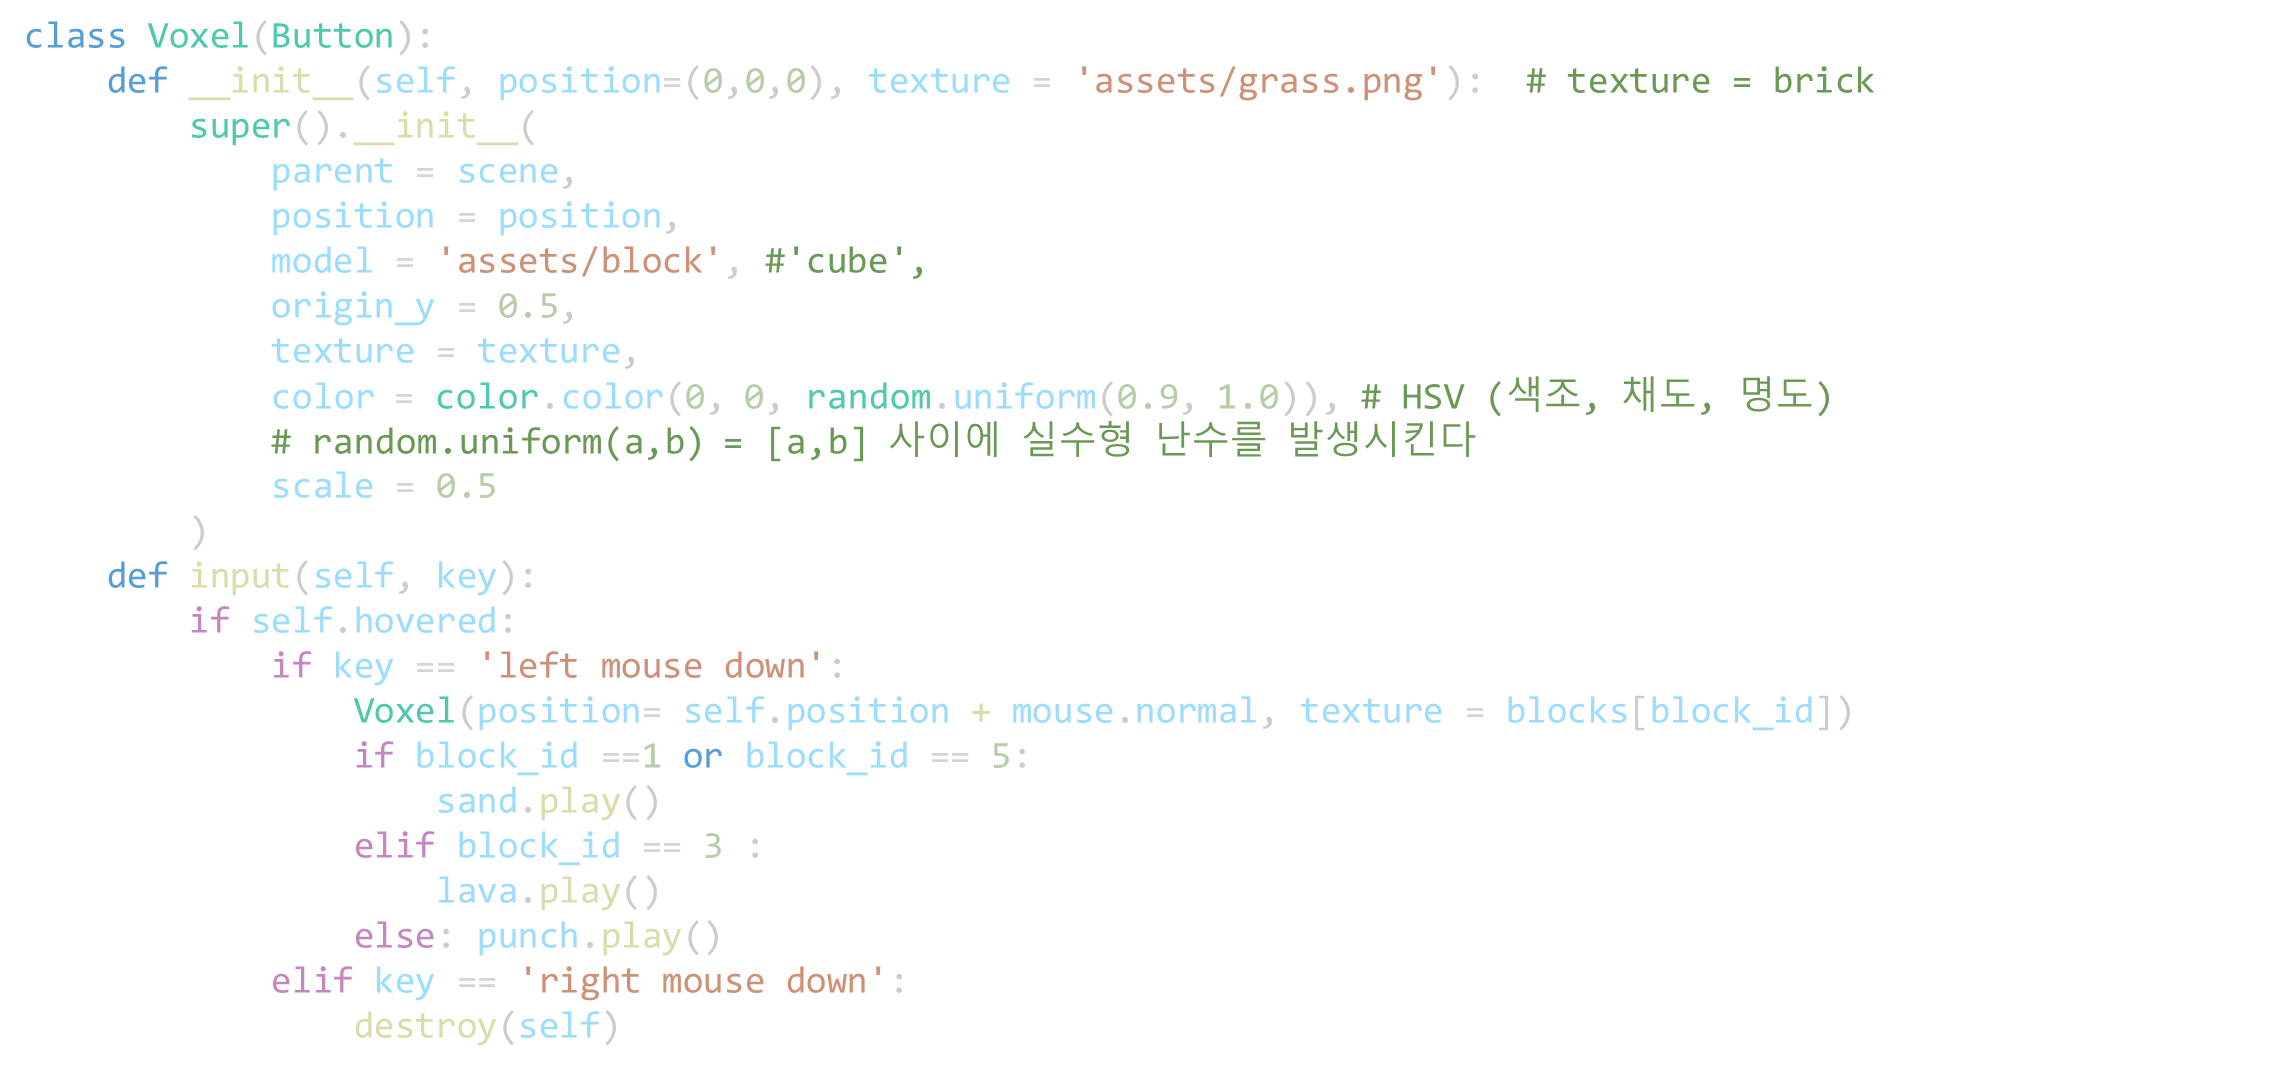 class Voxel(Button):
    def __init__(self, position=(0,0,0), texture = 'assets/grass.png'):  # texture = brick
        super().__init__(
            parent = scene,
            position = position,
            model = 'assets/block', #'cube',
            origin_y = 0.5,
            texture = texture,
            color = color.color(0, 0, random.uniform(0.9, 1.0)), # HSV (색조, 채도, 명도)
            # random.uniform(a,b) = [a,b] 사이에 실수형 난수를 발생시킨다
            scale = 0.5
        )
    def input(self, key):
        if self.hovered:
            if key == 'left mouse down':
                Voxel(position= self.position + mouse.normal, texture = blocks[block_id])
                if block_id ==1 or block_id == 5:
                    sand.play()
                elif block_id == 3 :
                    lava.play()
                else: punch.play()
            elif key == 'right mouse down':
                destroy(self)